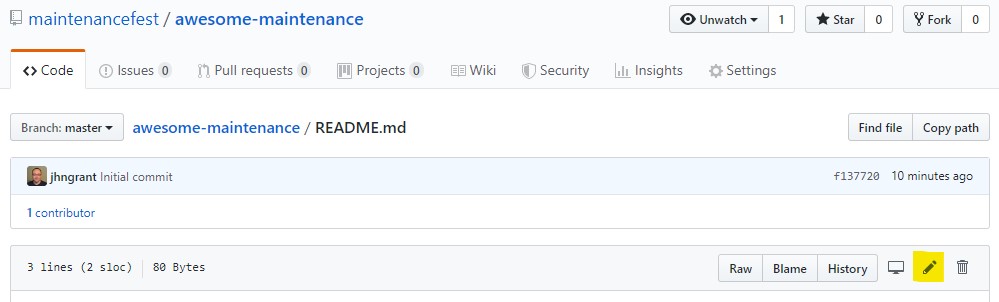 maintenancefest / awesome-maintenance Unwatch 1 Star 0 Fork 0
Code Issues 0 Pull requests 0 Projects 0 Wiki Security Insights Settings
Branch: master awesome-maintenance / README.md Find file Copy path
jhngrant Initial commit f137720 10 minutes ago
1 contributor
3 lines (2 sloc) 80 Bytes Raw Blame History